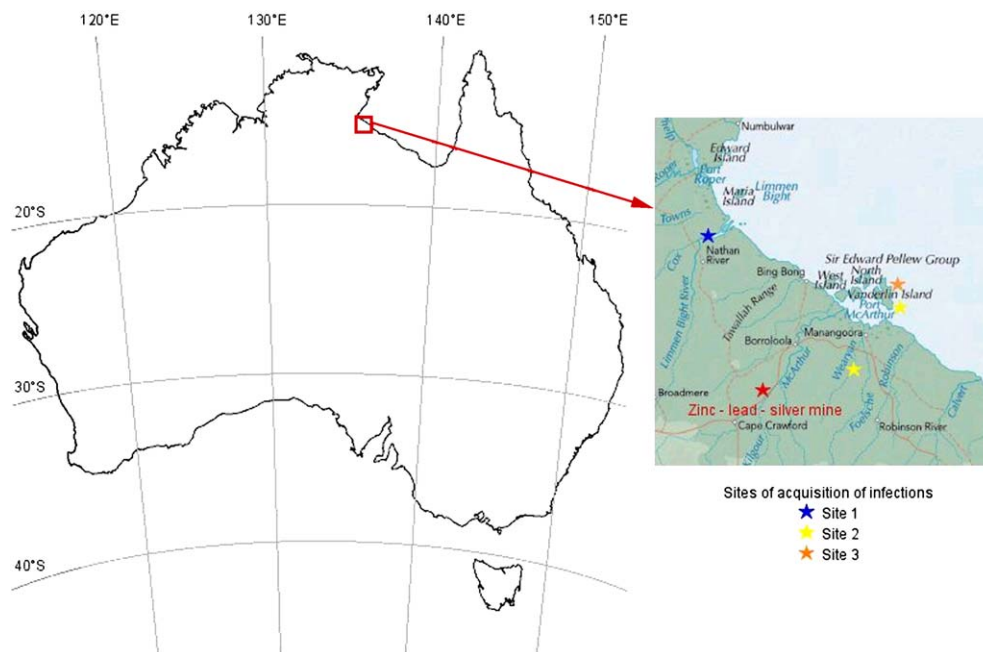 120°E
130°E
140°E
150°E
20°S
30°S
40°S
Numbulwar
Edward
Island
Port
Roper
Roper
Maria
Island
Limmen
Bight
Towns
Nathan
River
Cox
Sir Edward Pellew Group
Bing Bong
West
Island
North
Island
Vanderlin Island
Port
McArthur
Tawallah Range
Limmen Bight River
Manangoora
Borroloola
McArthur
Wearyan
Robinson
Broadmere
Zinc - lead - silver mine
Foelsche
Calvert
Cape Crawford
Robinson River
Kilgour
Sites of acquisition of infections
Site 1
Site 2
Site 3